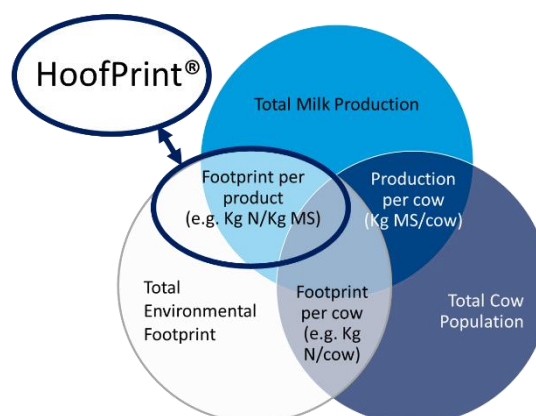 HoofPrint®
Total Milk Production
Footprint per
product
(e.g. Kg N/Kg MS)
Production
per cow
(Kg MS/cow)
Total
Environmental
Footprint
Footprint
per cow
(e.g. Kg
N/cow)
Total Cow
Population